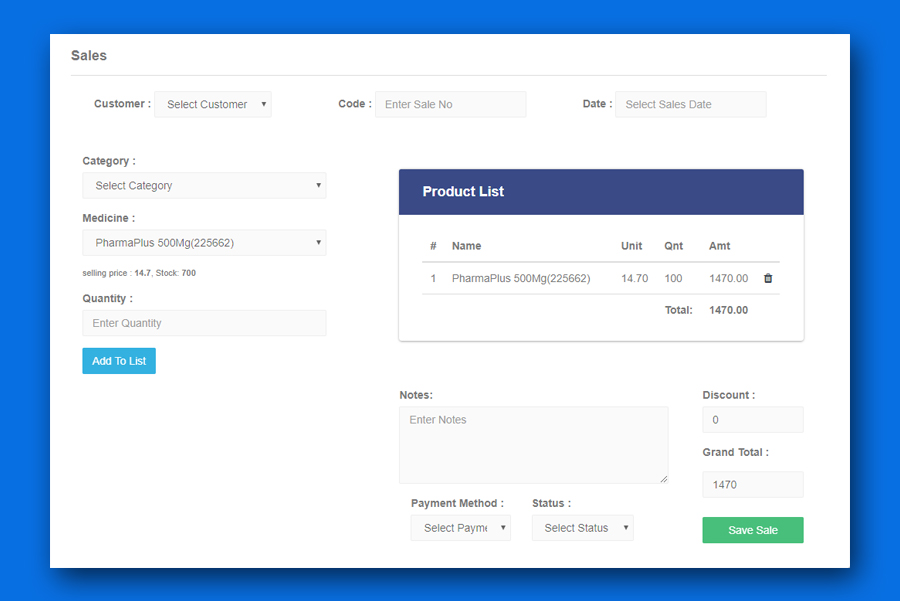 Sales
Customer : Select Customer Code : Enter Sale No Date : Select Sales Date
Category :
Select Category
Medicine :
PharmaPlus 500Mg(225662)
selling price : 14.7, Stock: 700
Quantity :
Enter Quantity
Add To List
Product List
# Name Unit Qnt Amt
1 PharmaPlus 500Mg(225662) 14.70 100 1470.00
Total: 1470.00
Notes:
Enter Notes
Discount :
0
Grand Total :
1470
Payment Method : Status :
Select Payme Select Status
Save Sale